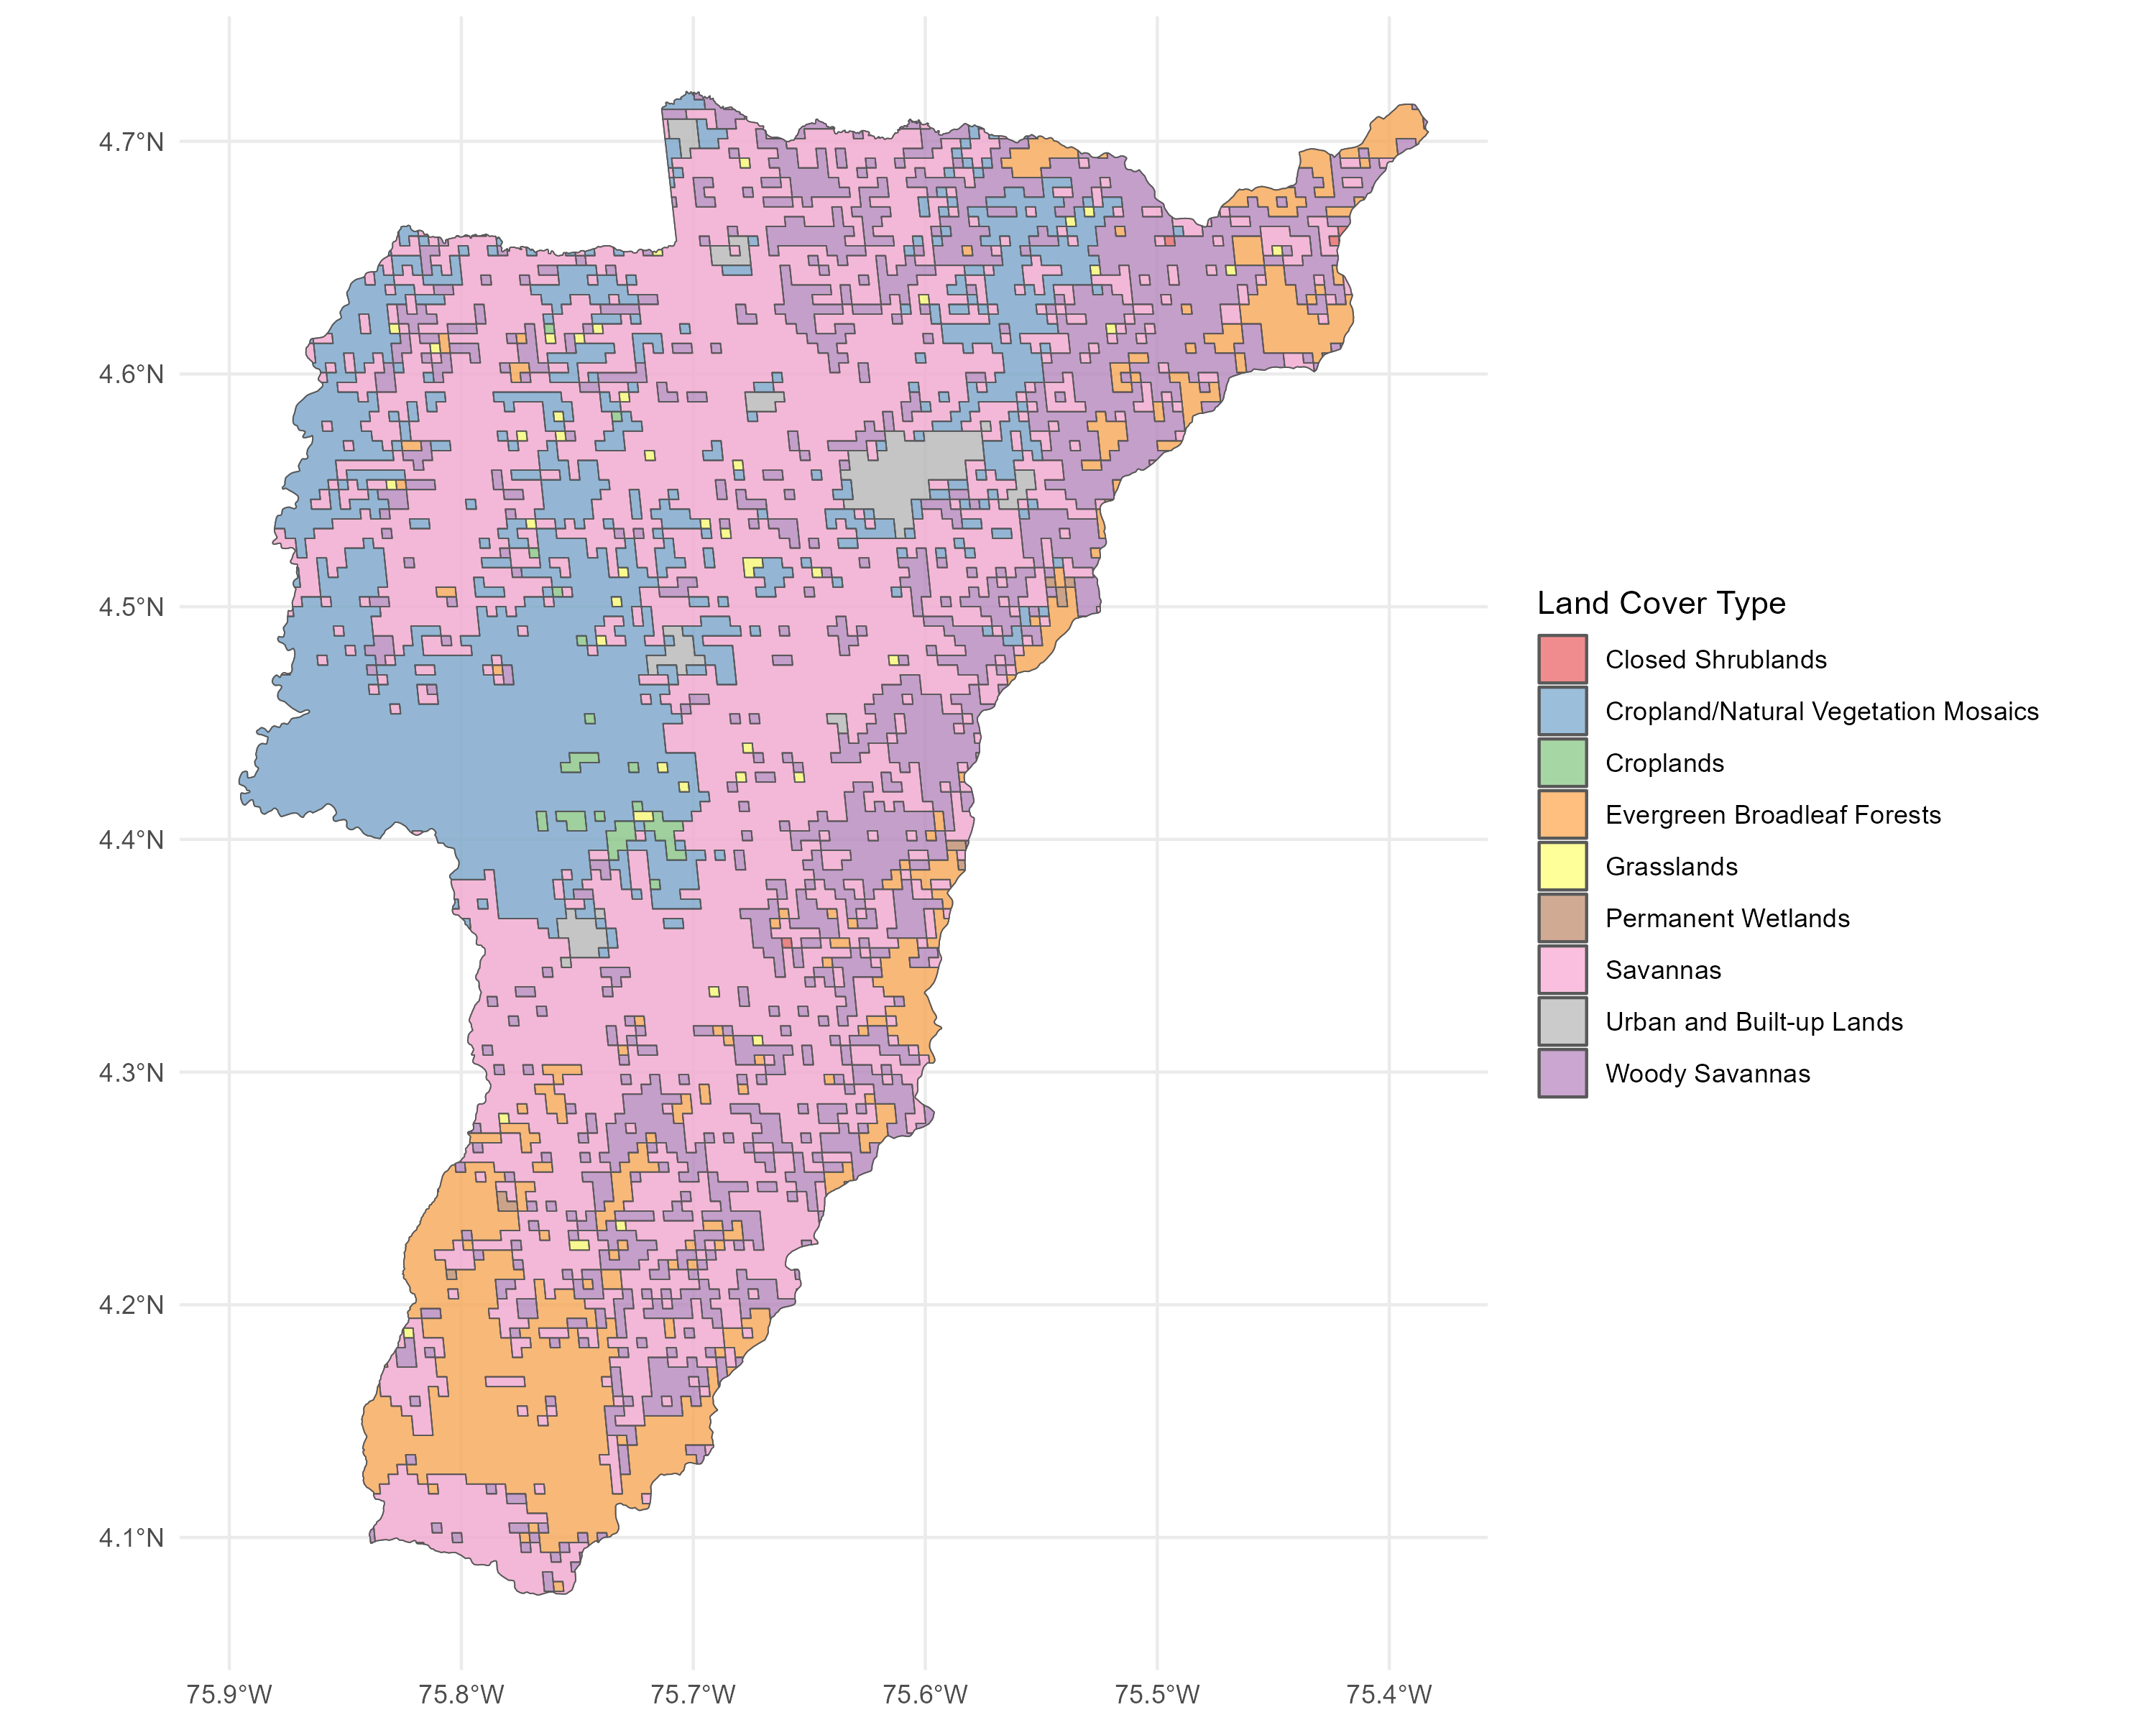 4.7°N
4.6°N
4.5°N
4.4°N
4.3°N
4.2°N
4.1°N
75.9°W
75.8°W
75.7°W
75.6°W
75.5°W
75.4°W
Land Cover Type
Closed Shrublands
Cropland/Natural Vegetation Mosaics
Croplands
Evergreen Broadleaf Forests
Grasslands
Permanent Wetlands
Savannas
Urban and Built-up Lands
Woody Savannas